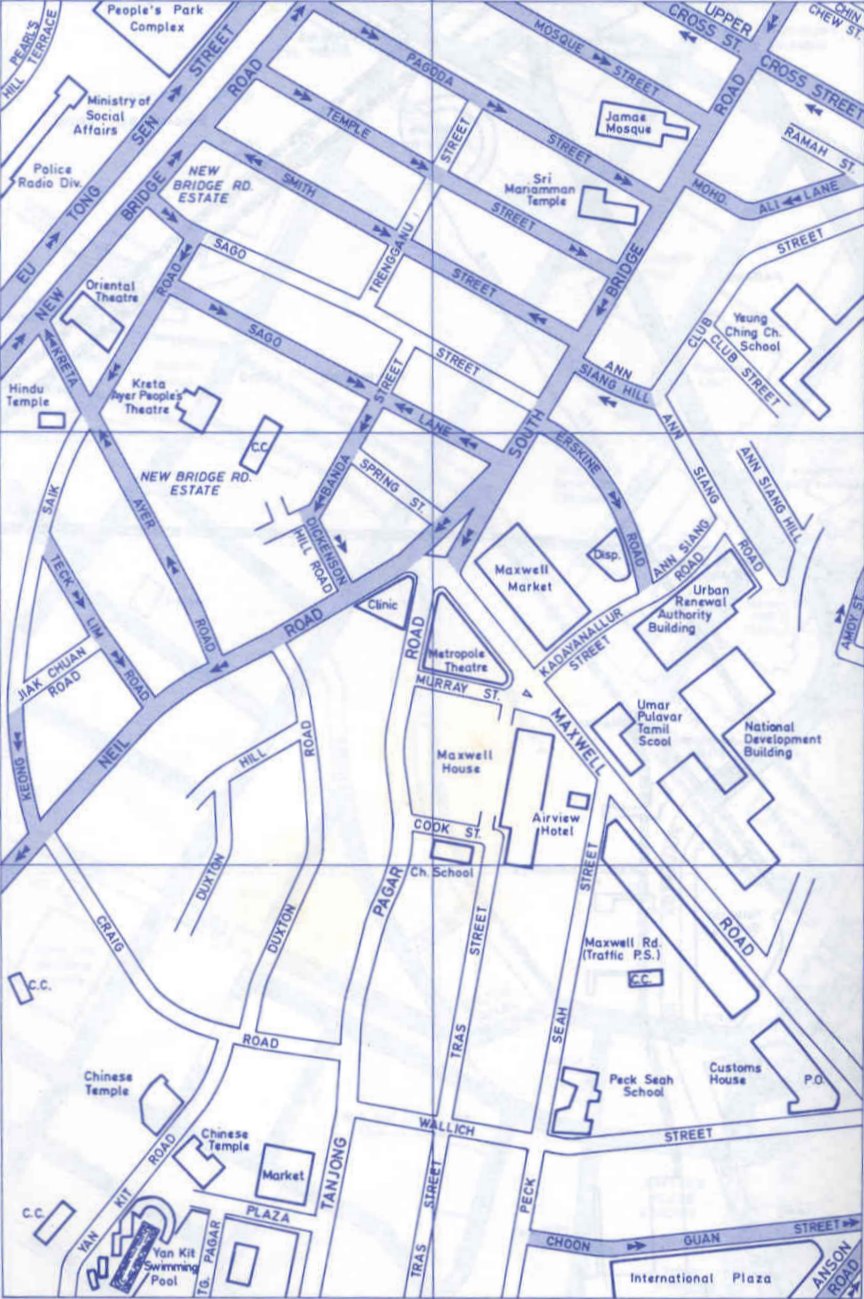 PEARL'S
HILL TERRACE
People's Park
Complex
EU TONG SEN STREET
NEW BRIDGE ROAD
Ministry of
Social
Affairs
Police
Radio Div.
MOSQUE STREET
UPPER
CROSS ST.
CROSS STREET
CHIN
CHEW ST.
PAGODA STREET
Jamae
Mosque
RAMAH ST.
TEMPLE STREET
TRENGGANU STREET
Sri
Mariamman
Temple
MOHD. ALI LANE
NEW
BRIDGE RD.
ESTATE
SMITH STREET
SOUTH BRIDGE ROAD
SAGO STREET
Oriental
Theatre
ROAD
KRETA
AYER
ROAD
SAGO LANE
CLUB STREET
CLUB STREET
Yeung
Ching Ch.
School
Hindu
Temple
Kreta
Ayer People's
Theatre
C.C.
BANDA STREET
ANN
SIANG HILL
NEW BRIDGE RD.
ESTATE
SPRING ST.
ERSKINE ROAD
ANN SIANG ROAD
ANN SIANG HILL
DICKENSON
HILL ROAD
Maxwell
Market
Disp.
ANN SIANG
ROAD
Urban
Renewal
Authority
Building
AMOY
SAIK
KEONG
TECK LIM ROAD
NEIL ROAD
Clinic
Metropole
Theatre
KADAYANALLUR
STREET
JIAK CHUAN
ROAD
MURRAY ST.
MAXWELL ROAD
Umar
Pulavar
Tamil
Scool
National
Development
Building
DUXTON HILL
DUXTON ROAD
Maxwell
House
Airview
Hotel
COOK ST.
Ch. School
TANJONG PAGAR ROAD
CRAIG ROAD
TRAS STREET
PECK SEAH STREET
Maxwell Rd.
(Traffic P.S.)
C.C.
C.C.
Customs
House
P.O.
Peck Seah
School
Chinese
Temple
WALLICH STREET
Chinese
Temple
Market
YAN KIT ROAD
C.C.
Yan Kit
Swimming
Pool
TG. PAGAR PLAZA
TRAS STREET
CHOON GUAN STREET
International Plaza
ANSON
ROAD